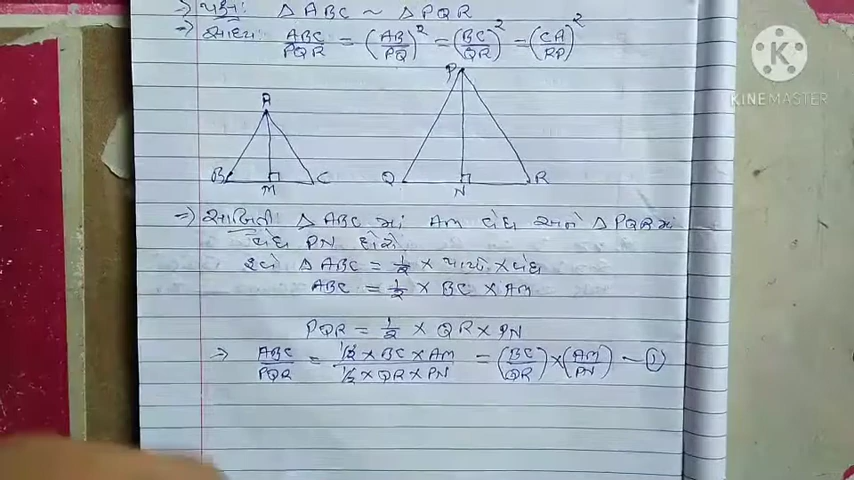 ⇒ પક્ષ: △ ABC ~ △ PQR
⇒ સાધ્ય: ABC/PQR = (AB/PQ)² = (BC/QR)² = (CA/RP)²
A
B M C
P
Q N R
⇒ સાબિતી: △ ABC માં AM વેધ અને △ PQR માં
વેધ PN દોરો
હવે △ ABC = 1/2 × પાયો × વેધ
ABC = 1/2 × BC × AM
PQR = 1/2 × QR × PN
⇒ ABC/PQR = (1/2 × BC × AM)/(1/2 × QR × PN) = (BC/QR) × (AM/PN) — ①
K
KINEMASTER